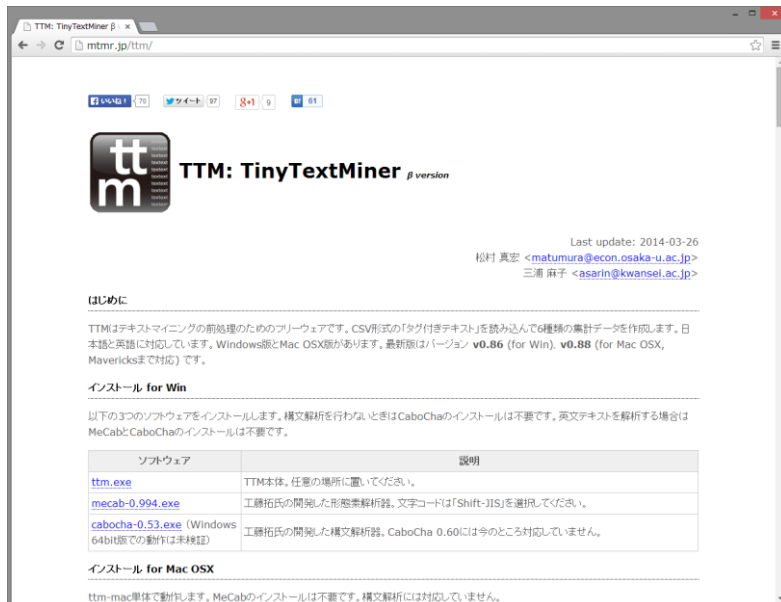 TTM: TinyTextMiner β v
mtmr.jp/ttm/
いいね! 70 ツイート 97 g+1 9 B! 61
ttm
TTM: TinyTextMiner β version
Last update: 2014-03-26
松村 真宏 <matumura@econ.osaka-u.ac.jp>
三浦 麻子 <asarin@kwansei.ac.jp>
はじめに
TTMはテキストマイニングの前処理のためのフリーウェアです。CSV形式の「タグ付きテキスト」を読み込んで6種類の集計データを作成します。日
本語と英語に対応しています。Windows版とMac OSX版があります。最新版はバージョン v0.86 (for Win)、v0.88 (for Mac OSX,
Mavericksまで対応) です。
インストール for Win
以下の3つのソフトウェアをインストールします。構文解析を行わないときはCaboChaのインストールは不要です。英文テキストを解析する場合は
MeCabとCaboChaのインストールは不要です。
ソフトウェア 説明
ttm.exe TTM本体。任意の場所に置いてください。
mecab-0.994.exe 工藤拓氏の開発した形態素解析器。文字コードは「Shift-JIS」を選択してください。
cabocha-0.53.exe (Windows
64bit版での動作は未検証) 工藤拓氏の開発した構文解析器。CaboCha 0.60には今のところ対応していません。
インストール for Mac OSX
ttm-mac単体で動作します。MeCabのインストールは不要です。構文解析には対応していません。